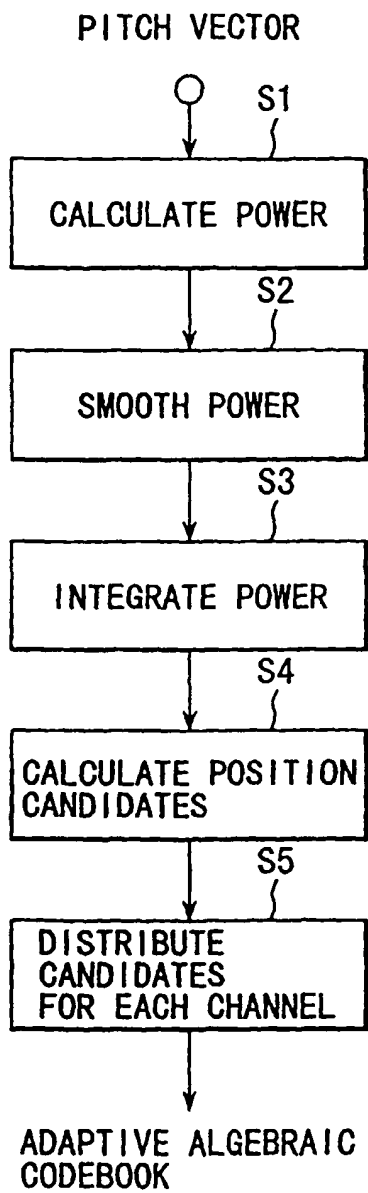 PITCH VECTOR
S1
CALCULATE POWER
S2
SMOOTH POWER
S3
INTEGRATE POWER
S4
CALCULATE POSITION
CANDIDATES
S5
DISTRIBUTE
CANDIDATES
FOR EACH CHANNEL
ADAPTIVE ALGEBRAIC
CODEBOOK